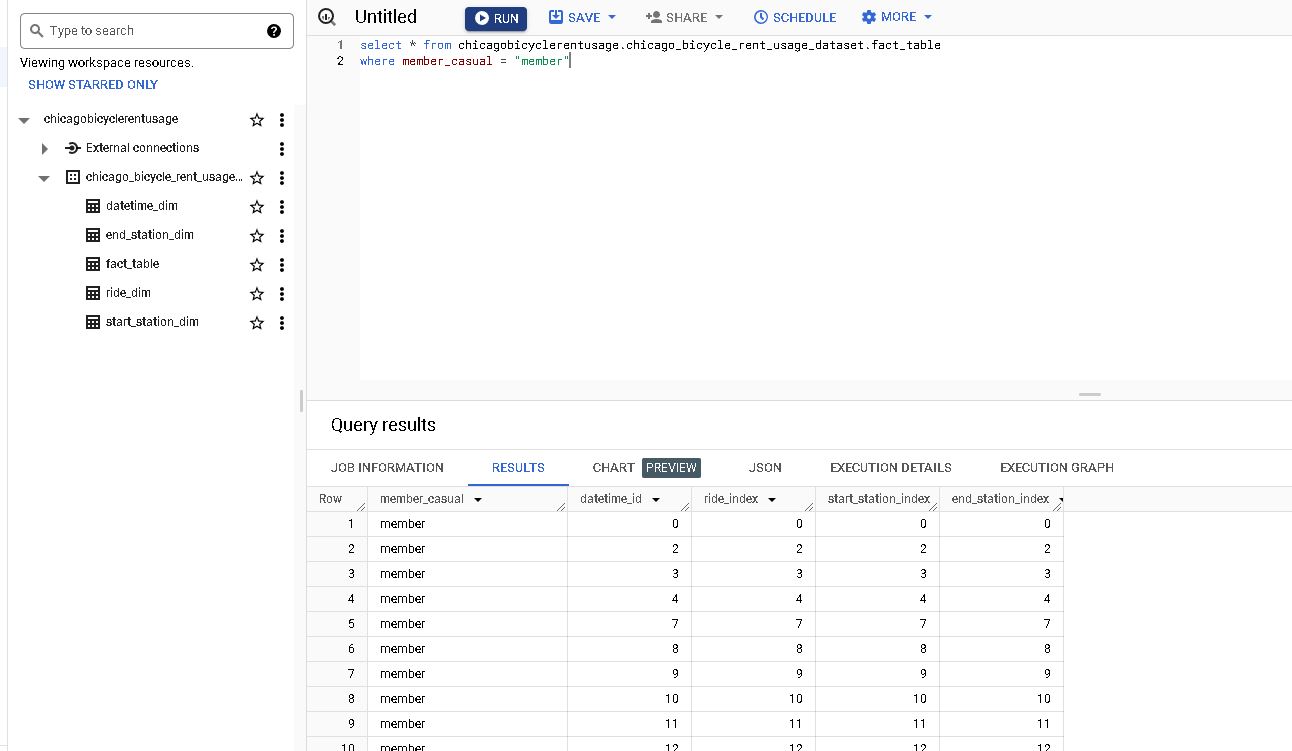 Type to search
Viewing workspace resources.
SHOW STARRED ONLY
chicagobicyclerentusage
External connections
chicago_bicycle_rent_usage...
datetime_dim
end_station_dim
fact_table
ride_dim
start_station_dim
Untitled RUN SAVE SHARE SCHEDULE MORE
1 select * from chicagobicyclerentusage.chicago_bicycle_rent_usage_dataset.fact_table
2 where member_casual = "member"
Query results
JOB INFORMATION RESULTS CHART PREVIEW JSON EXECUTION DETAILS EXECUTION GRAPH
Row member_casual datetime_id ride_index start_station_index end_station_index
1 member 0 0 0 0
2 member 2 2 2 2
3 member 3 3 3 3
4 member 4 4 4 4
5 member 7 7 7 7
6 member 8 8 8 8
7 member 9 9 9 9
8 member 10 10 10 10
9 member 11 11 11 11
10 member 12 12 12 12